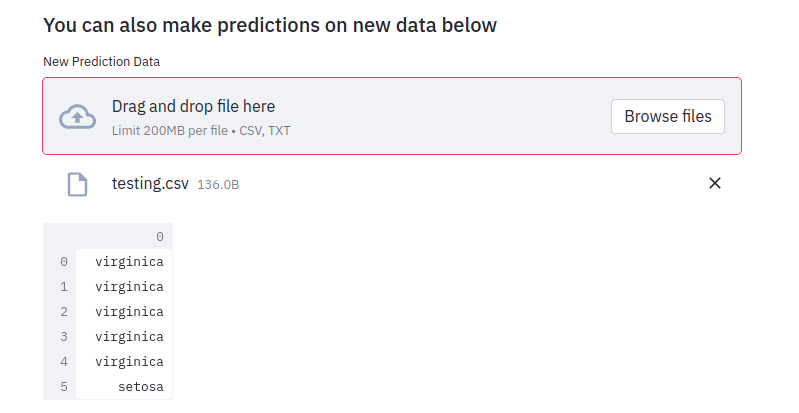 You can also make predictions on new data below
New Prediction Data
Drag and drop file here
Limit 200MB per file • CSV, TXT
Browse files
testing.csv 136.0B
0
0 virginica
1 virginica
2 virginica
3 virginica
4 virginica
5 setosa